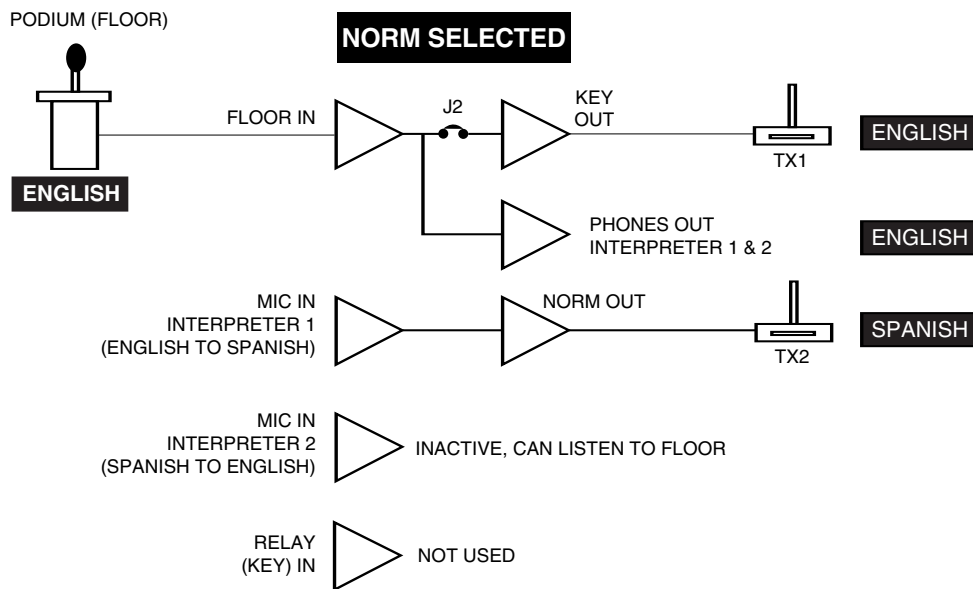 PODIUM (FLOOR)
NORM SELECTED
FLOOR IN
J2
KEY
OUT
TX1
ENGLISH
ENGLISH
PHONES OUT
INTERPRETER 1 & 2
ENGLISH
MIC IN
INTERPRETER 1
(ENGLISH TO SPANISH)
NORM OUT
TX2
SPANISH
MIC IN
INTERPRETER 2
(SPANISH TO ENGLISH)
INACTIVE, CAN LISTEN TO FLOOR
RELAY
(KEY) IN
NOT USED